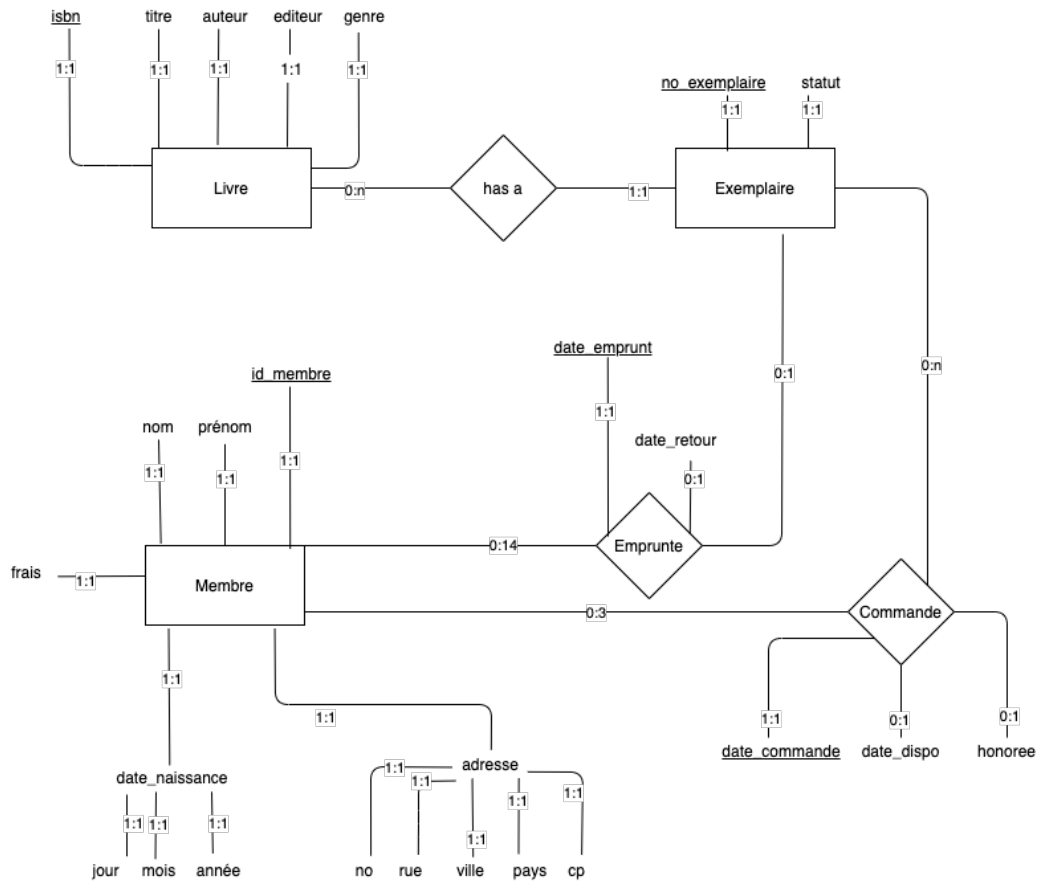 isbn titre auteur editeur genre
1:1 1:1 1:1 1:1 1:1
no_exemplaire statut
1:1 1:1
Livre 0:n has a 1:1 Exemplaire
date_emprunt
id_membre
0:1 0:n
1:1
nom prénom
date_retour
1:1 1:1 1:1
0:1
0:14 Emprunte
frais 1:1 Membre
0:3 Commande
1:1
1:1
1:1 0:1 0:1
date_commande date_dispo honoree
date_naissance adresse
1:1 1:1 1:1
1:1 1:1 1:1 1:1 1:1
jour mois année no rue ville pays cp